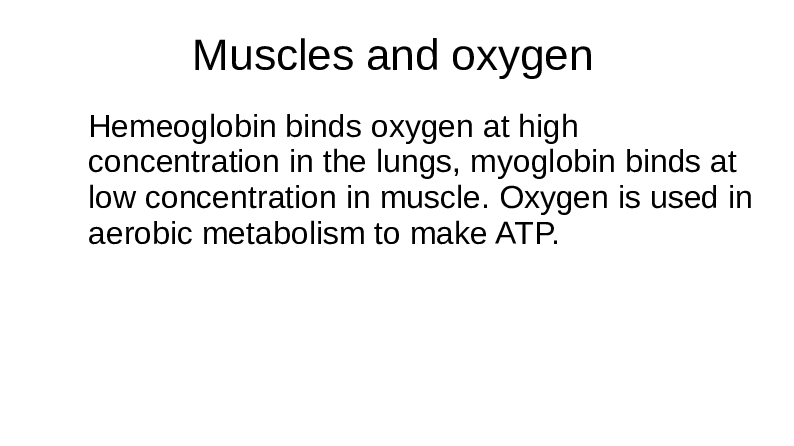 Muscles and oxygen
Hemeoglobin binds oxygen at high
concentration in the lungs, myoglobin binds at
low concentration in muscle. Oxygen is used in
aerobic metabolism to make ATP.